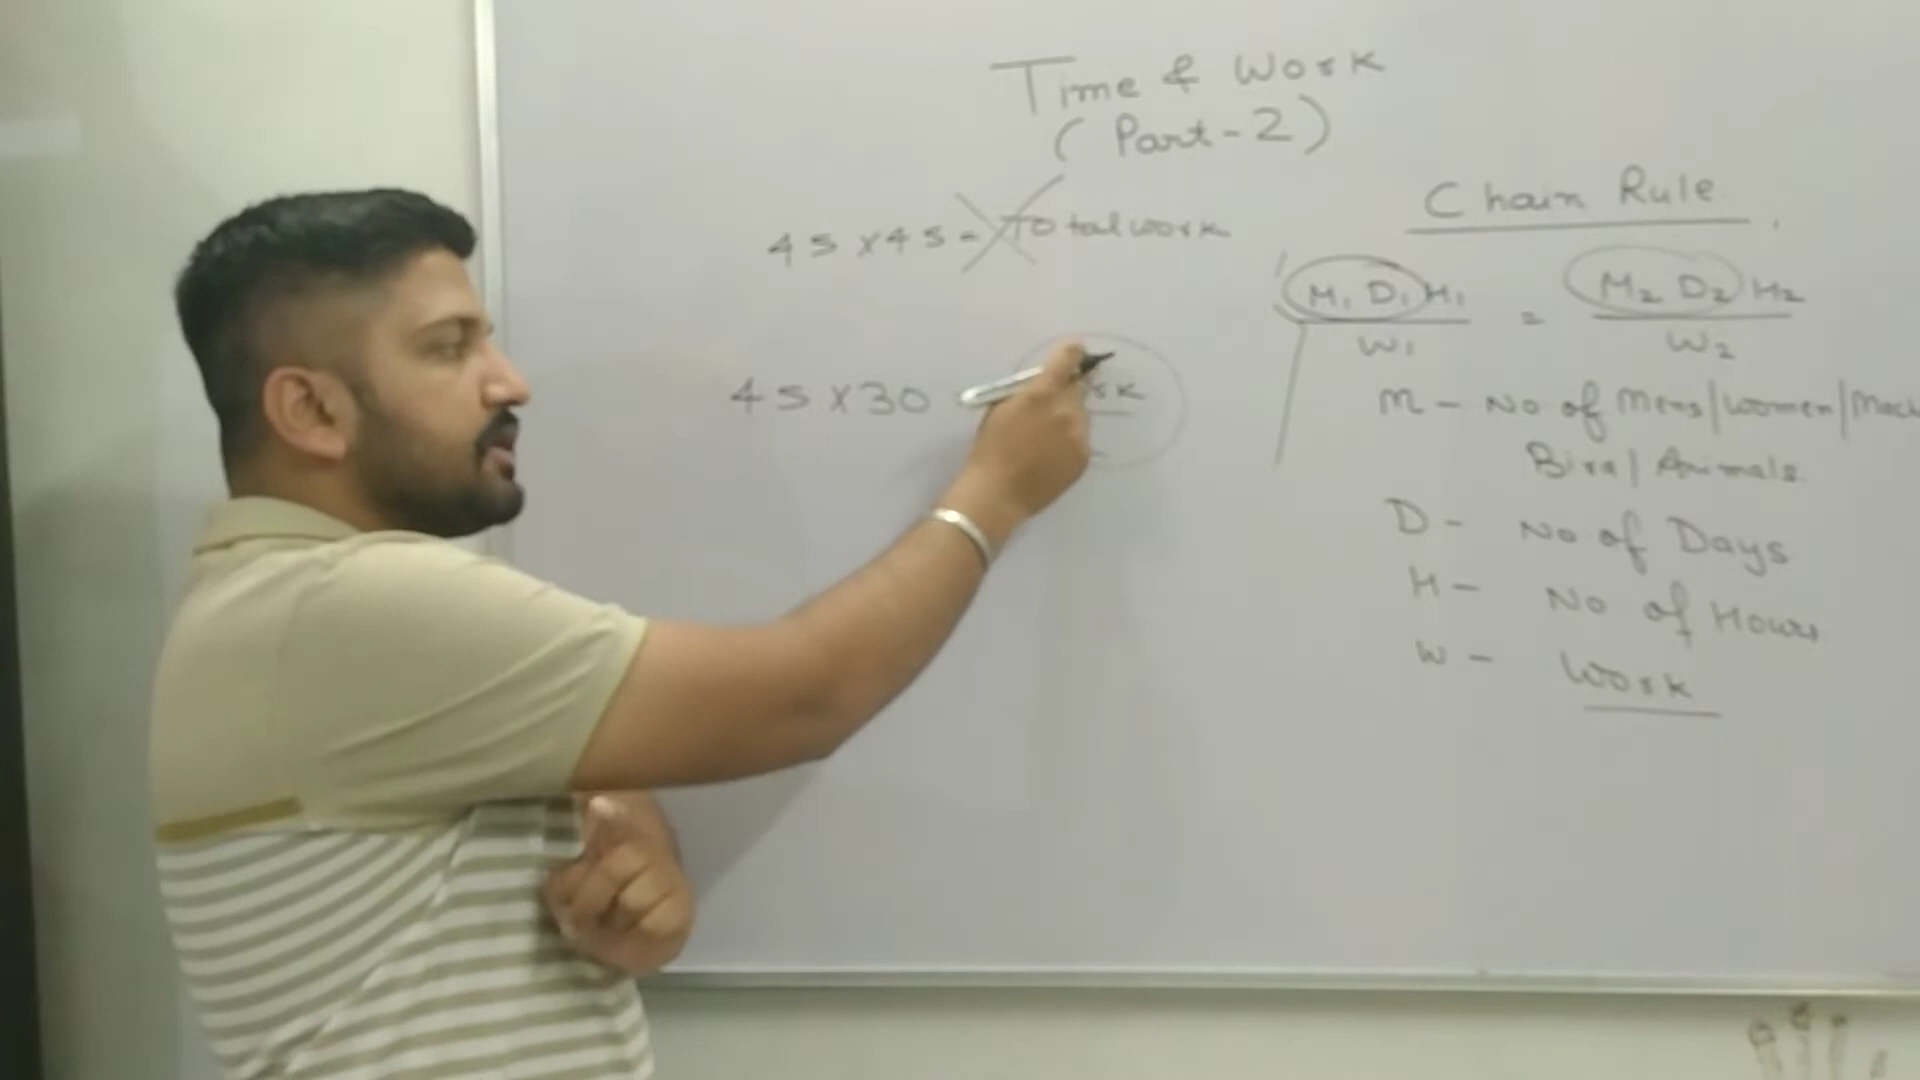 Time & Work
(Part-2)
45 x 45 = Total work
45 x 30
Chain Rule
M1 D1 H1 = M2 D2 H2
W1 W2
M - No of Mens/women/Mach
Animals
D - No of Days
H - No of Hours
W - Work